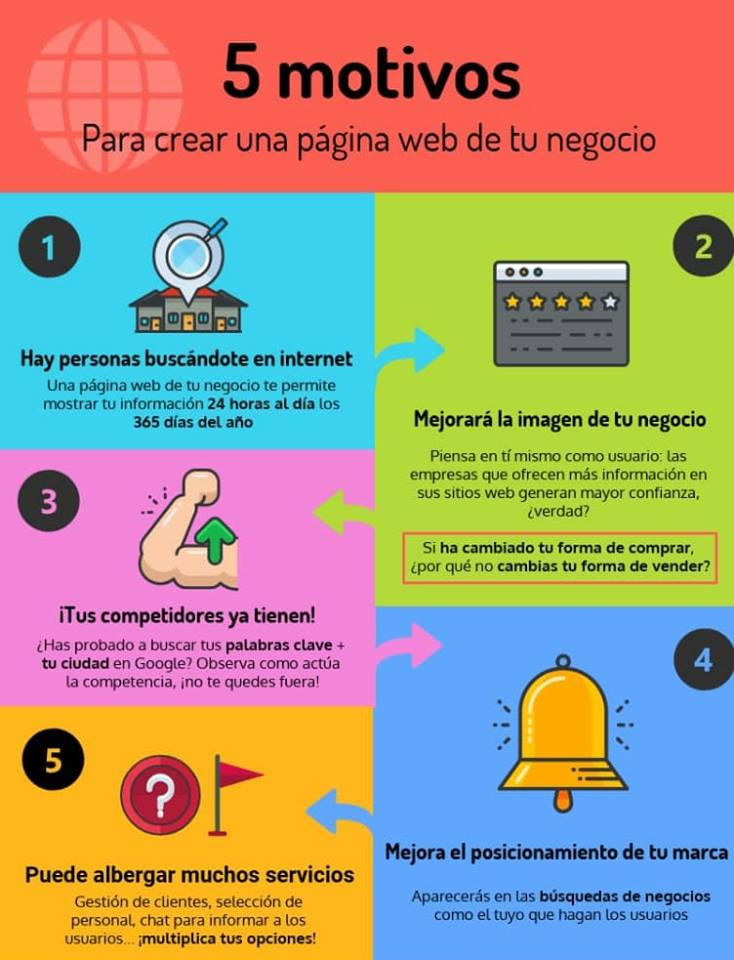 5 motivos
Para crear una página web de tu negocio
1
Hay personas buscándote en internet
Una página web de tu negocio te permite
mostrar tu información 24 horas al día los
365 días del año
2
Mejorará la imagen de tu negocio
Piensa en tí mismo como usuario: las
empresas que ofrecen más información en
sus sitios web generan mayor confianza,
¿verdad?
Si ha cambiado tu forma de comprar,
¿por qué no cambias tu forma de vender?
3
¡Tus competidores ya tienen!
¿Has probado a buscar tus palabras clave +
tu ciudad en Google? Observa como actúa
la competencia, ¡no te quedes fuera!
4
Mejora el posicionamiento de tu marca
Aparecerás en las búsquedas de negocios
como el tuyo que hagan los usuarios
5
?
Puede albergar muchos servicios
Gestión de clientes, selección de
personal, chat para informar a los
usuarios... ¡multiplica tus opciones!